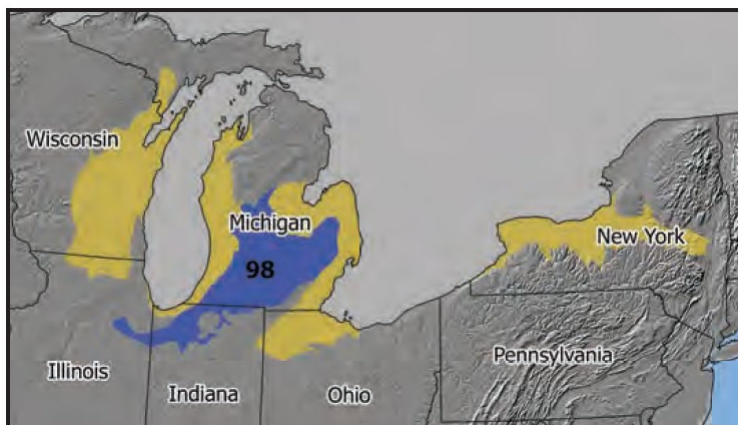 Wisconsin
Michigan
New York
98
Pennsylvania
Illinois
Indiana
Ohio